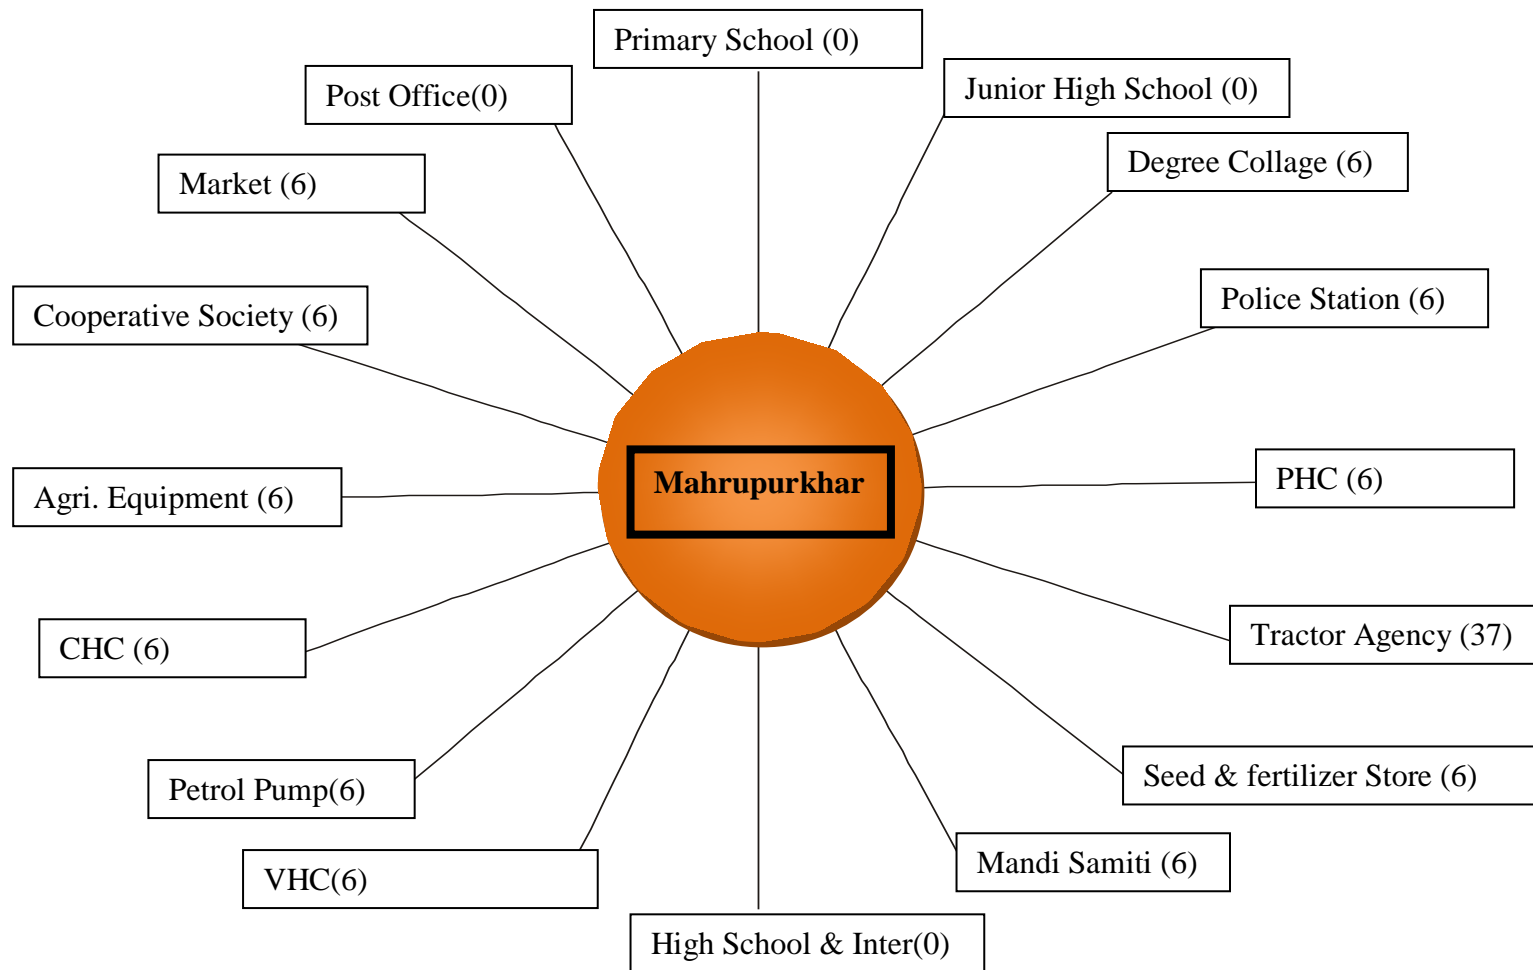 Primary School (0)
Post Office(0)
Junior High School (0)
Market (6)
Degree Collage (6)
Cooperative Society (6)
Police Station (6)
Agri. Equipment (6)
Mahrupurkhar
PHC (6)
CHC (6)
Tractor Agency (37)
Petrol Pump(6)
Seed & fertilizer Store (6)
VHC(6)
Mandi Samiti (6)
High School & Inter(0)